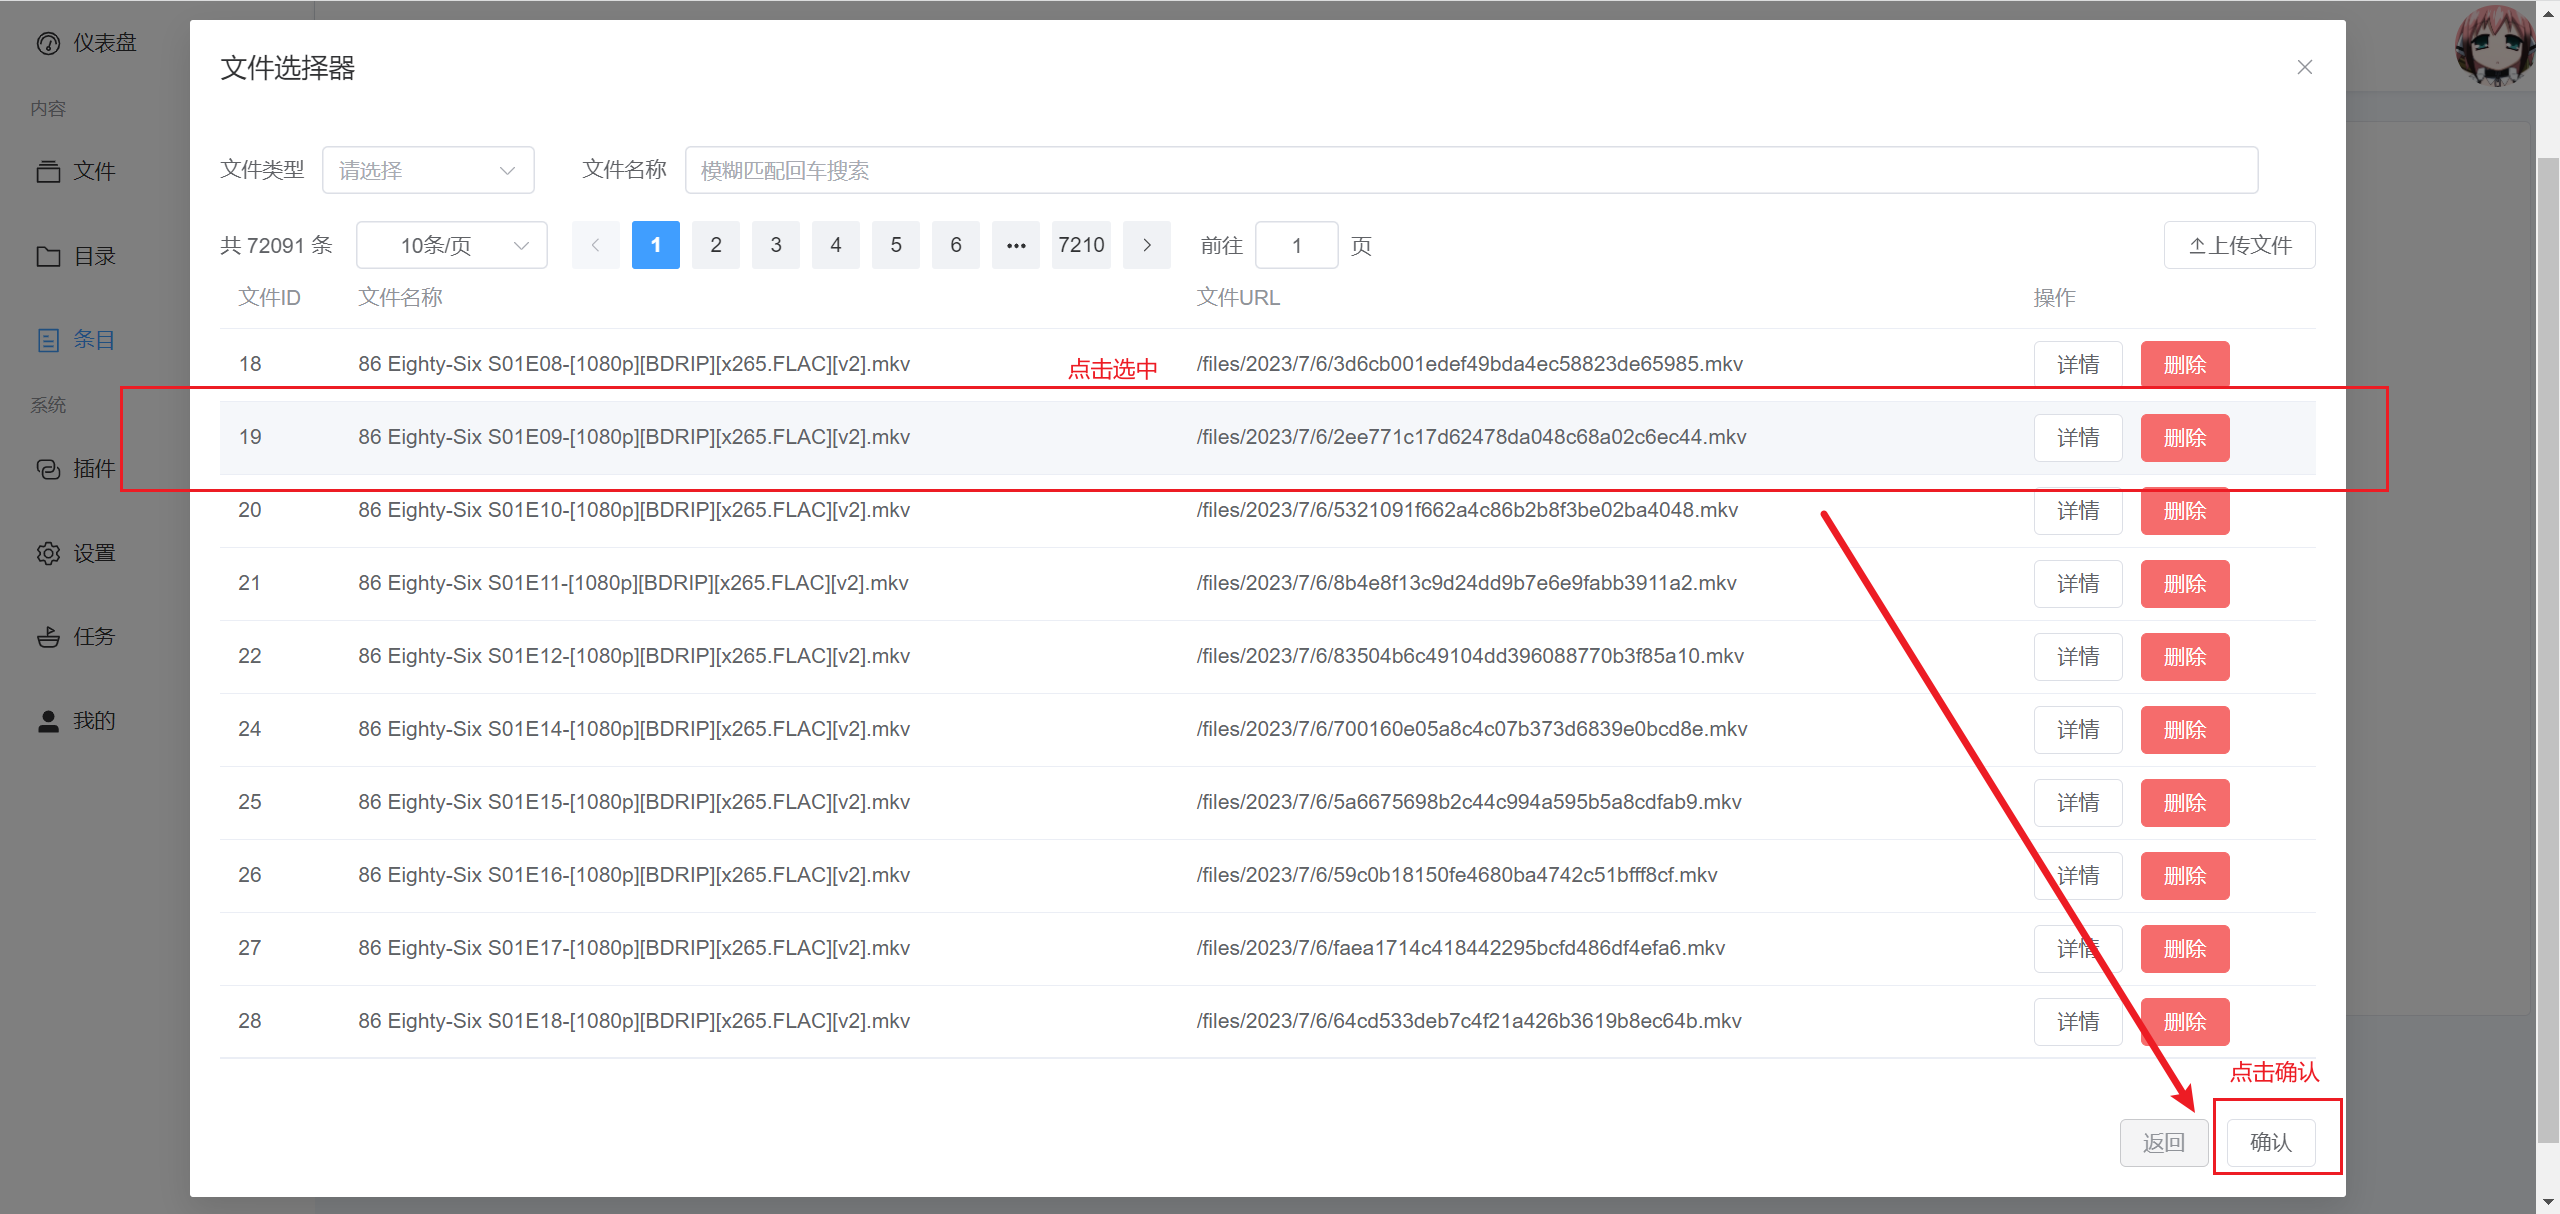 仪表盘
内容
文件
目录
条目
系统
插件
设置
任务
我的
文件选择器
文件类型 请选择 文件名称 模糊匹配回车搜索
共 72091 条 10条/页 1 2 3 4 5 6 ••• 7210 前往 1 页 上传文件
文件ID 文件名称 文件URL 操作
18 86 Eighty-Six S01E08-[1080p][BDRIP][x265.FLAC][v2].mkv /files/2023/7/6/3d6cb001edef49bda4ec58823de65985.mkv 详情 删除
点击选中
19 86 Eighty-Six S01E09-[1080p][BDRIP][x265.FLAC][v2].mkv /files/2023/7/6/2ee771c17d62478da048c68a02c6ec44.mkv 详情 删除
20 86 Eighty-Six S01E10-[1080p][BDRIP][x265.FLAC][v2].mkv /files/2023/7/6/5321091f662a4c86b2b8f3be02ba4048.mkv 详情 删除
21 86 Eighty-Six S01E11-[1080p][BDRIP][x265.FLAC][v2].mkv /files/2023/7/6/8b4e8f13c9d24dd9b7e6e9fabb3911a2.mkv 详情 删除
22 86 Eighty-Six S01E12-[1080p][BDRIP][x265.FLAC][v2].mkv /files/2023/7/6/83504b6c49104dd396088770b3f85a10.mkv 详情 删除
24 86 Eighty-Six S01E14-[1080p][BDRIP][x265.FLAC][v2].mkv /files/2023/7/6/700160e05a8c4c07b373d6839e0bcd8e.mkv 详情 删除
25 86 Eighty-Six S01E15-[1080p][BDRIP][x265.FLAC][v2].mkv /files/2023/7/6/5a6675698b2c44c994a595b5a8cdfab9.mkv 详情 删除
26 86 Eighty-Six S01E16-[1080p][BDRIP][x265.FLAC][v2].mkv /files/2023/7/6/59c0b18150fe4680ba4742c51bfff8cf.mkv 详情 删除
27 86 Eighty-Six S01E17-[1080p][BDRIP][x265.FLAC][v2].mkv /files/2023/7/6/faea1714c418442295bcfd486df4efa6.mkv 详情 删除
28 86 Eighty-Six S01E18-[1080p][BDRIP][x265.FLAC][v2].mkv /files/2023/7/6/64cd533deb7c4f21a426b3619b8ec64b.mkv 详情 删除
点击确认
返回 确认